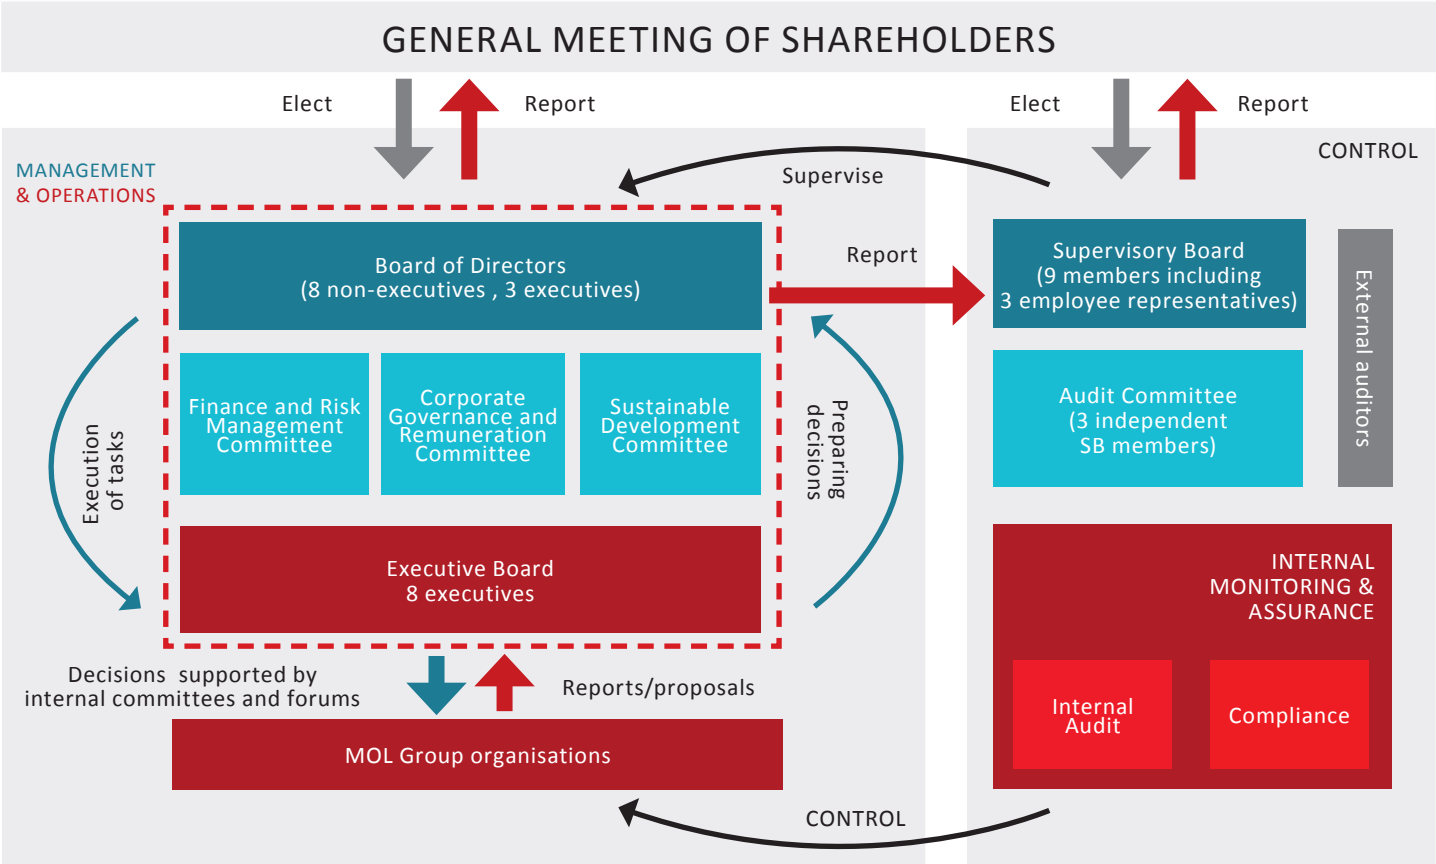 GENERAL MEETING OF SHAREHOLDERS
Elect
Report
Elect
Report
MANAGEMENT
& OPERATIONS
CONTROL
Supervise
Board of Directors
(8 non-executives , 3 executives)
Report
Supervisory Board
(9 members including
3 employee representatives)
External auditors
Finance and Risk
Management
Committee
Corporate
Governance and
Remuneration
Committee
Sustainable
Development
Committee
Audit Committee
(3 independent
SB members)
Execution
of tasks
Preparing
decisions
Executive Board
8 executives
INTERNAL
MONITORING &
ASSURANCE
Decisions supported by
internal committees and forums
Reports/proposals
Internal
Audit
Compliance
MOL Group organisations
CONTROL